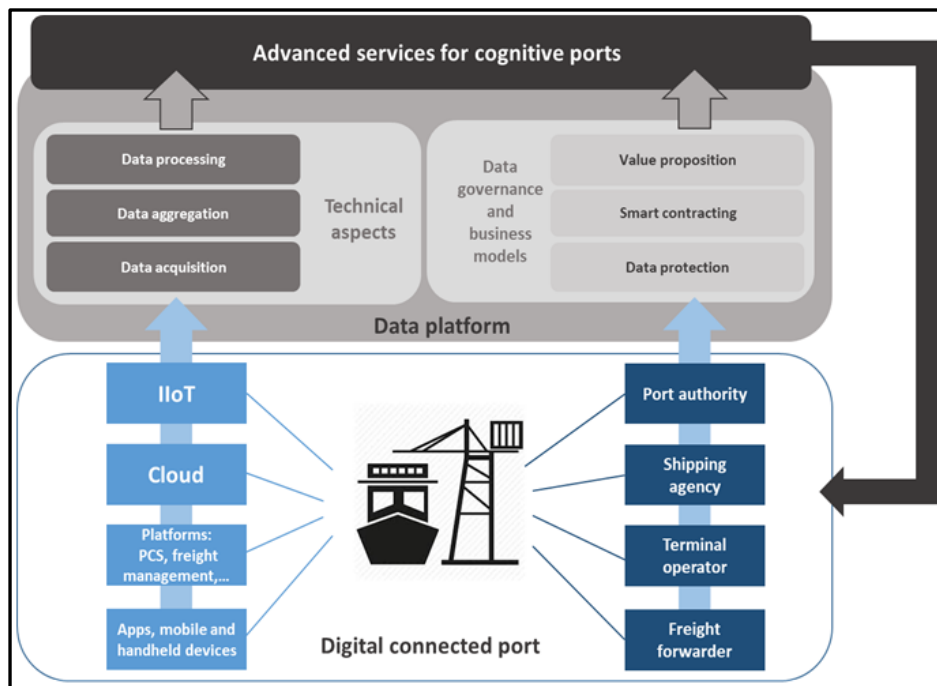 Advanced services for cognitive ports
Data processing
Data aggregation
Data acquisition
Technical
aspects
Data
governance
and
business
models
Value proposition
Smart contracting
Data protection
Data platform
IIoT
Cloud
Platforms:
PCS, freight
management,...
Apps, mobile and
handheld devices
Port authority
Shipping
agency
Terminal
operator
Freight
forwarder
Digital connected port